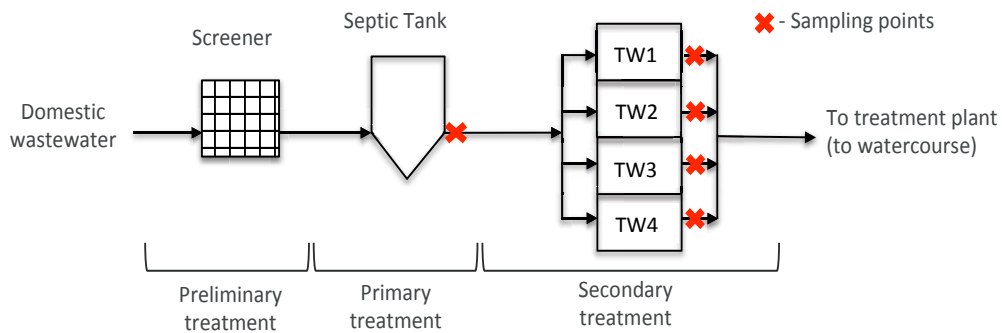 Septic Tank
- Sampling points
Screener
TW1
Domestic
wastewater
TW2
To treatment plant
(to watercourse)
TW3
TW4
Preliminary
treatment
Primary
treatment
Secondary
treatment